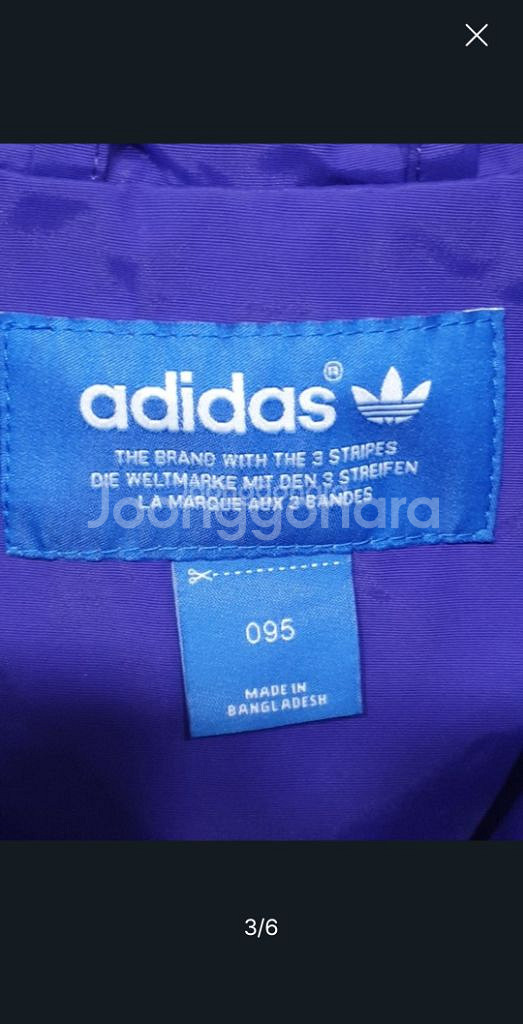 adidas®
THE BRAND WITH THE 3 STRIPES
DIE WELTMARKE MIT DEN 3 STREIFEN
LA MARQUE AUX 3 BANDES
Joonggonara
095
MADE IN
BANGLADESH
3/6